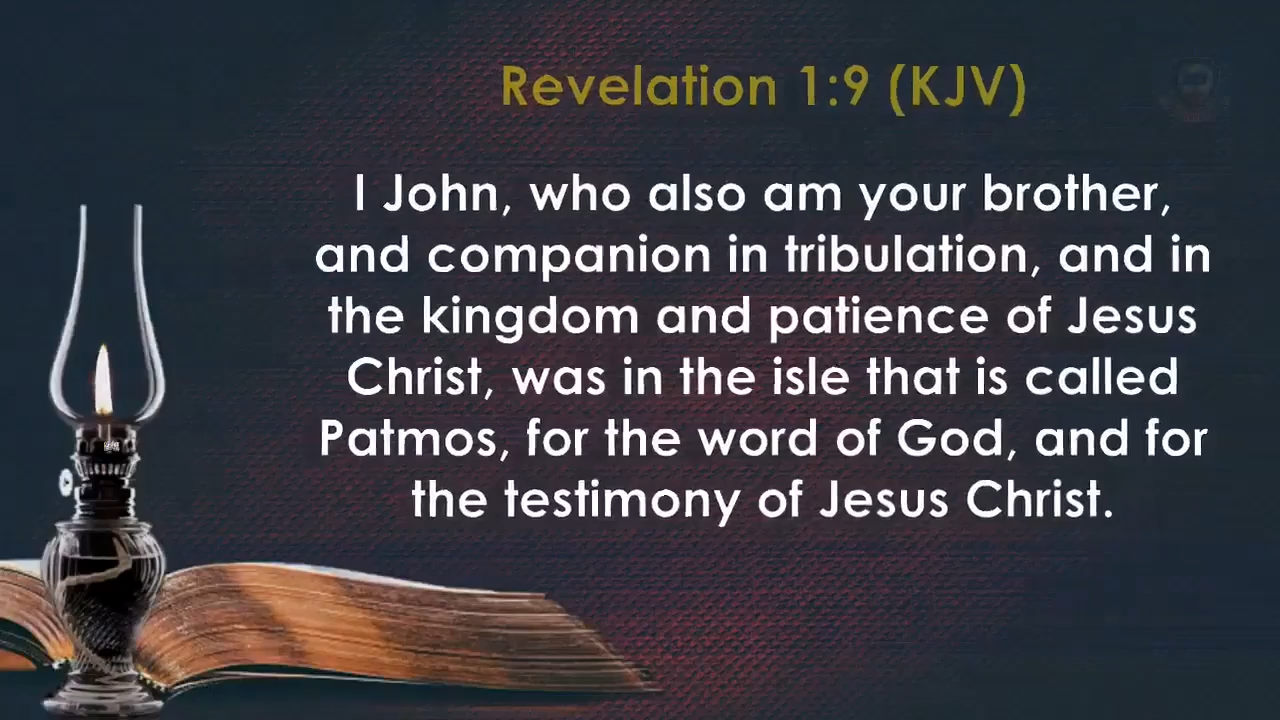 Revelation 1:9 (KJV)
I John, who also am your brother,
and companion in tribulation, and in
the kingdom and patience of Jesus
Christ, was in the isle that is called
Patmos, for the word of God, and for
the testimony of Jesus Christ.